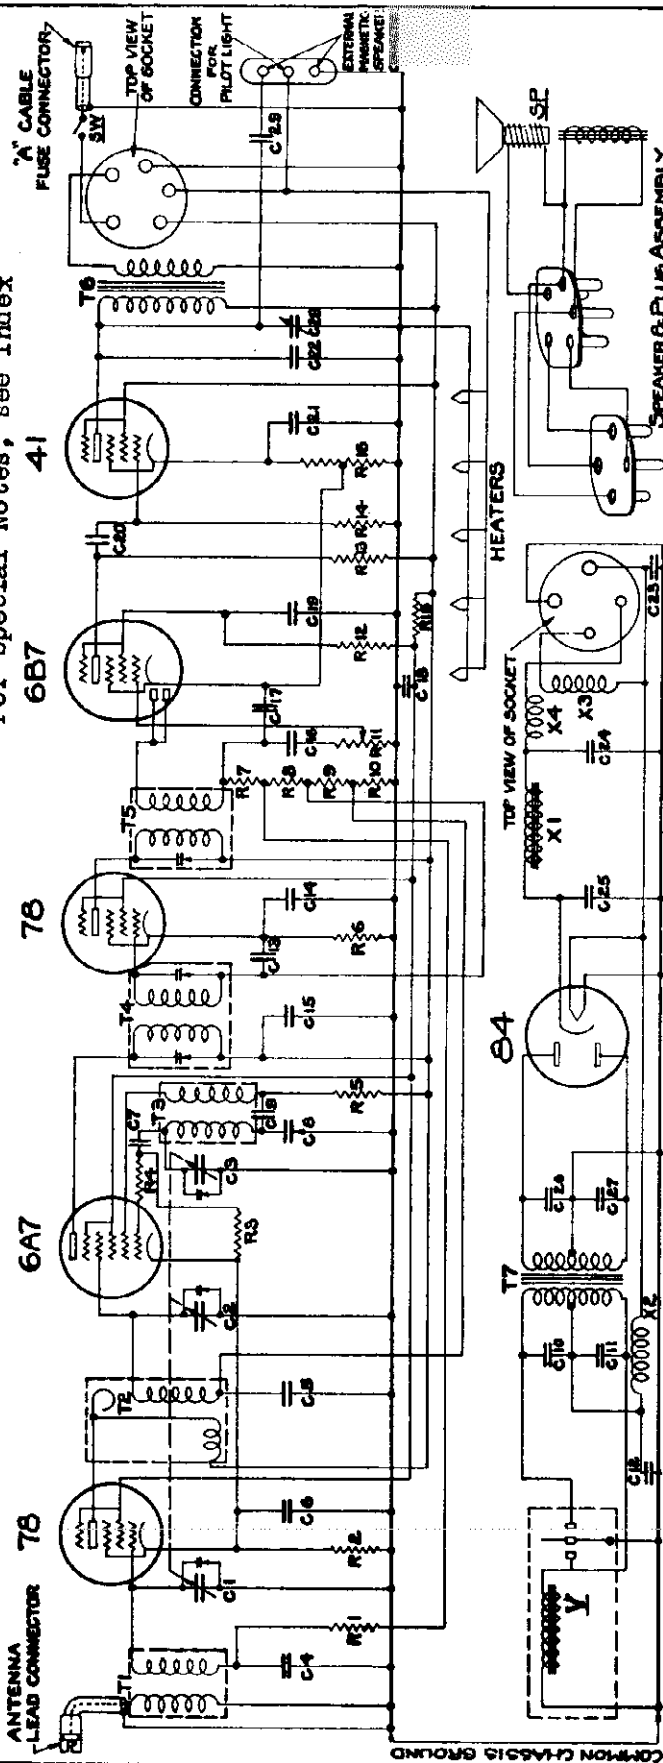 For Special Notes, see Index
ANTENNA
LEAD CONNECTOR
78
6A7
78
6B7
41
"A" CABLE
FUSE CONNECTOR
SW
TOP VIEW
OF SOCKET
CONNECTION
FOR
PILOT LIGHT
EXTERNAL
MAGNETIC
SPEAKER
T1
T2
T3
T4
T5
T6
C1
C2
C3
C4
C5
C6
C7
C8
C13
C14
C15
C16
C17
C18
C19
C20
C21
C22
C28
C29
R1
R2
R3
R4
R5
R6
R7
R8
R9
R10
R11
R12
R13
R14
R15
R16
HEATERS
COMMON CHASSIS GROUND
V
T7
C10
C11
C12
X2
C26
C27
84
C25
X1
C24
X4
X3
TOP VIEW OF SOCKET
C23
SP
SPEAKER & PLUG ASSEMBLY